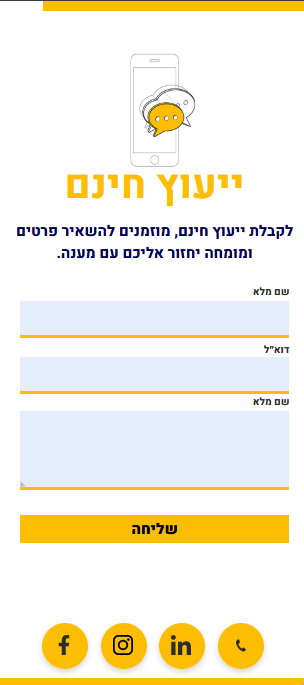 ייעוץ חינם
לקבלת ייעוץ חינם, מוזמנים להשאיר פרטים
ומומחה יחזור אליכם עם מענה.
שם מלא
דוא״ל
שם מלא
שליחה